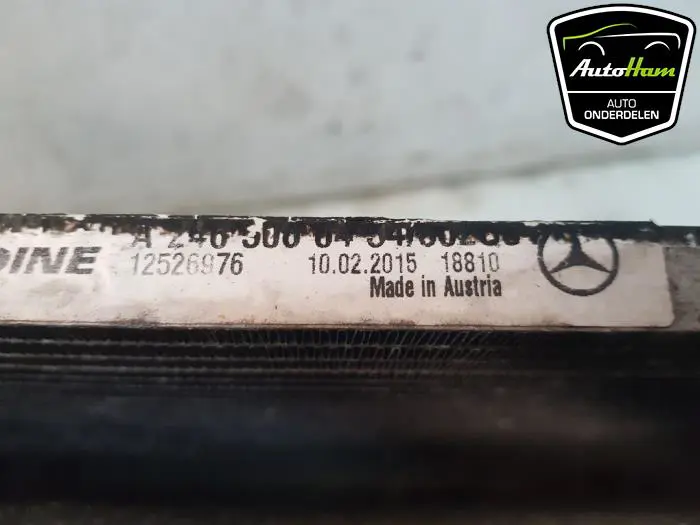 AutoHam
AUTO
ONDERDELEN
DINE
12526976
10.02.2015 18810
Made in Austria